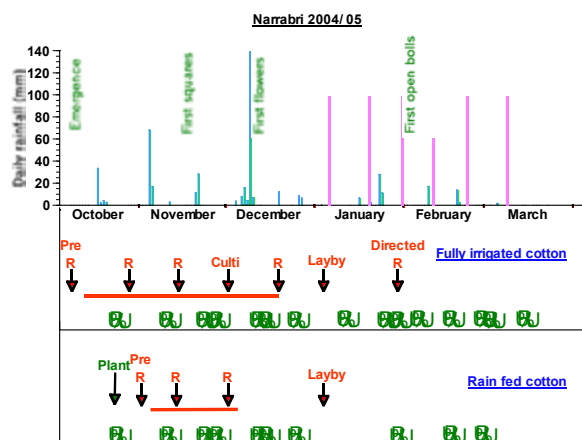 Narrabri 2004/05
Daily rainfall (mm)
140
120
100
80
60
40
20
0
Emergence
First squares
First flowers
First open bolls
October November December January February March
Pre
R R R Culti R Layby Directed
R
Fully irrigated cotton
Plant Pre
R R R Layby
Rain fed cotton